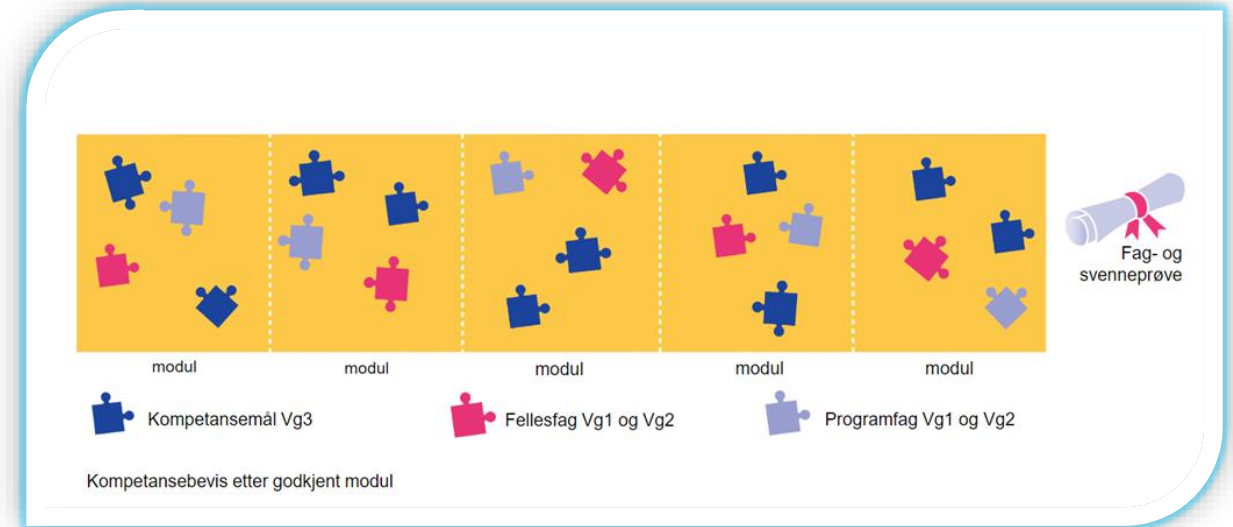 Fag- og
svenneprøve
modul
modul
modul
modul
modul
Kompetansemål Vg3
Fellesfag Vg1 og Vg2
Programfag Vg1 og Vg2
Kompetansebevis etter godkjent modul